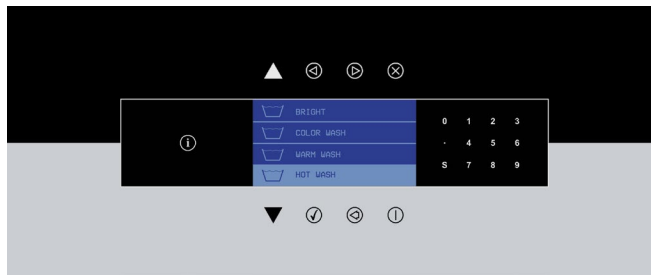 BRIGHT
COLOR WASH
WARM WASH
HOT WASH
0 1 2 3
· 4 5 6
S 7 8 9
i